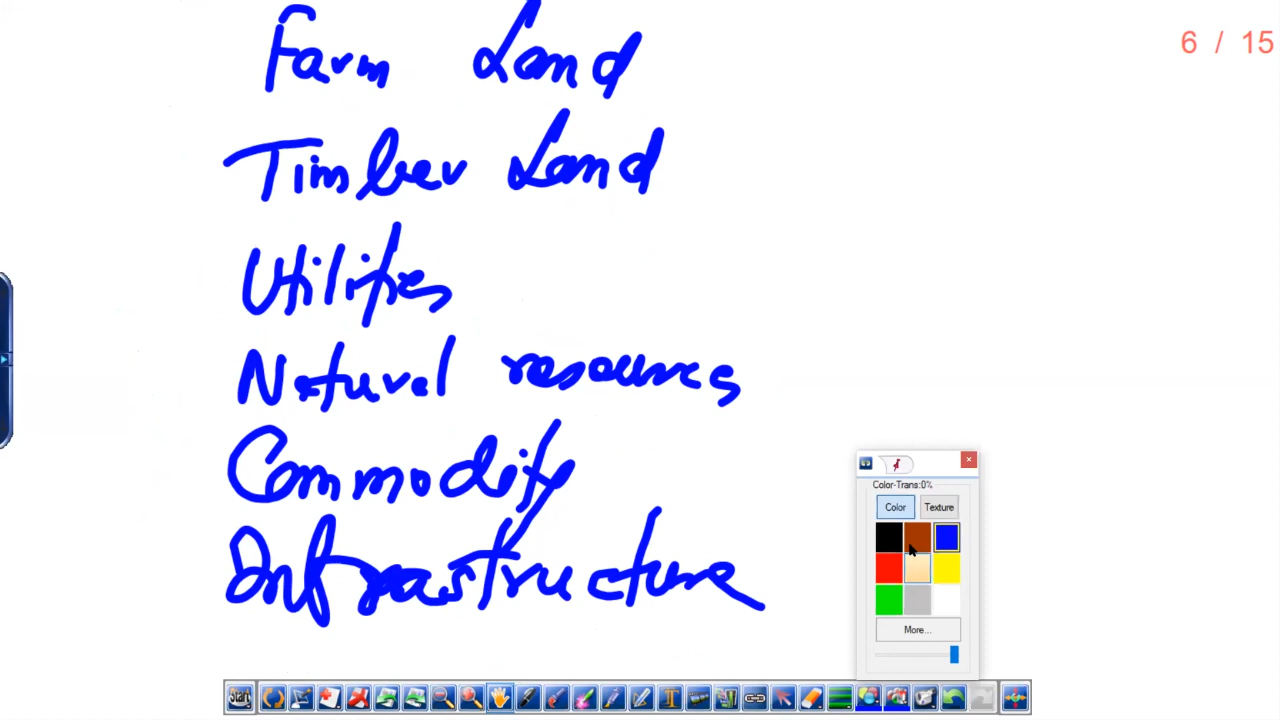 6 / 15
Farm Land
Timber Land
Utilities
Natural resources
Commodity
Infrastructure
Color-Trans:0%
Color Texture
More...
Start